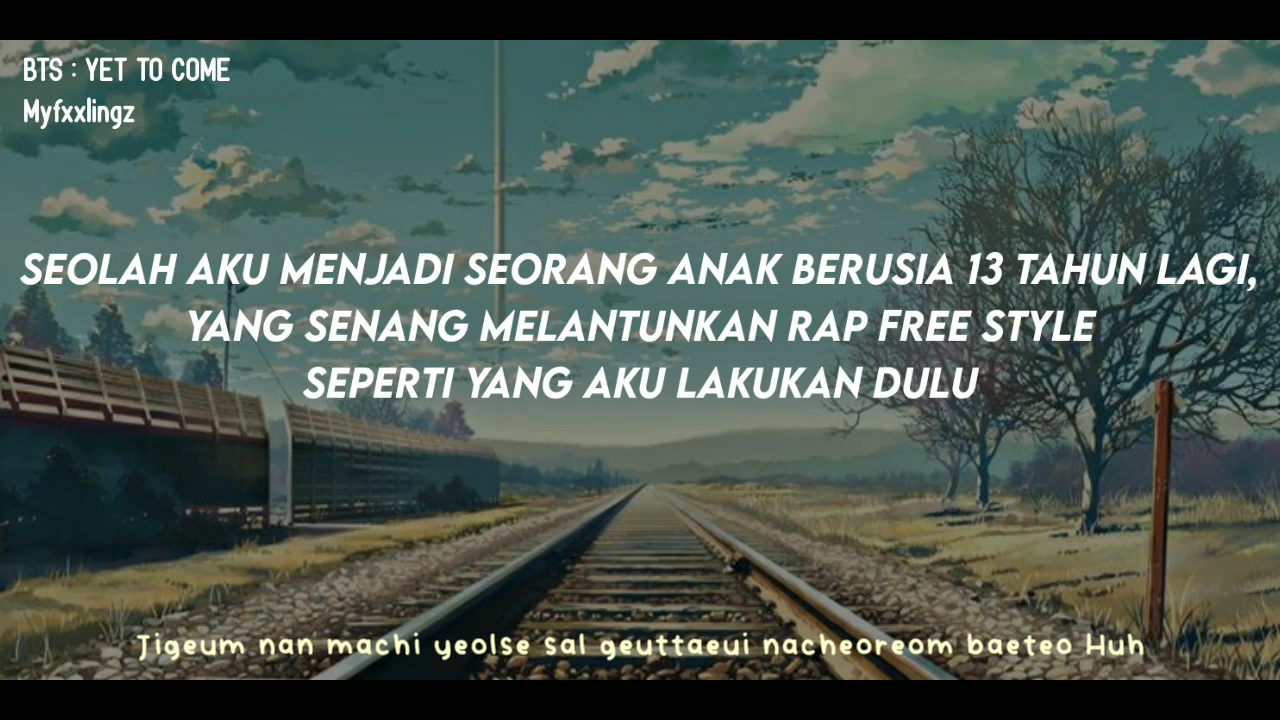 BTS : YET TO COME
Myfxxlingz
SEOLAH AKU MENJADI SEORANG ANAK BERUSIA 13 TAHUN LAGI,
YANG SENANG MELANTUNKAN RAP FREE STYLE
SEPERTI YANG AKU LAKUKAN DULU
Jigeum nan machi yeolse sal geuttaeui nacheoreom baeteo Huh